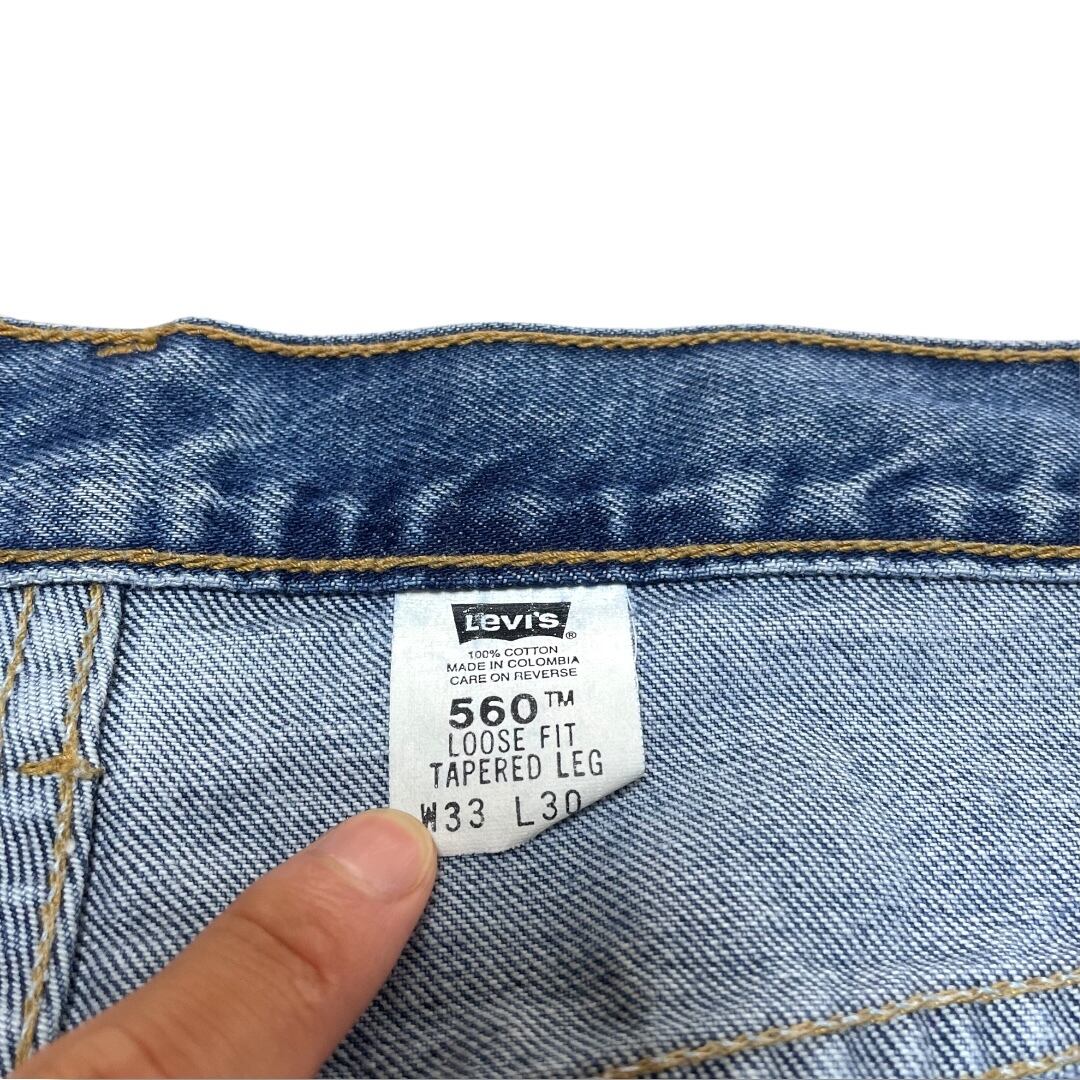 Levi's®
100% COTTON
MADE IN COLOMBIA
CARE ON REVERSE
560™
LOOSE FIT
TAPERED LEG
W33 L30